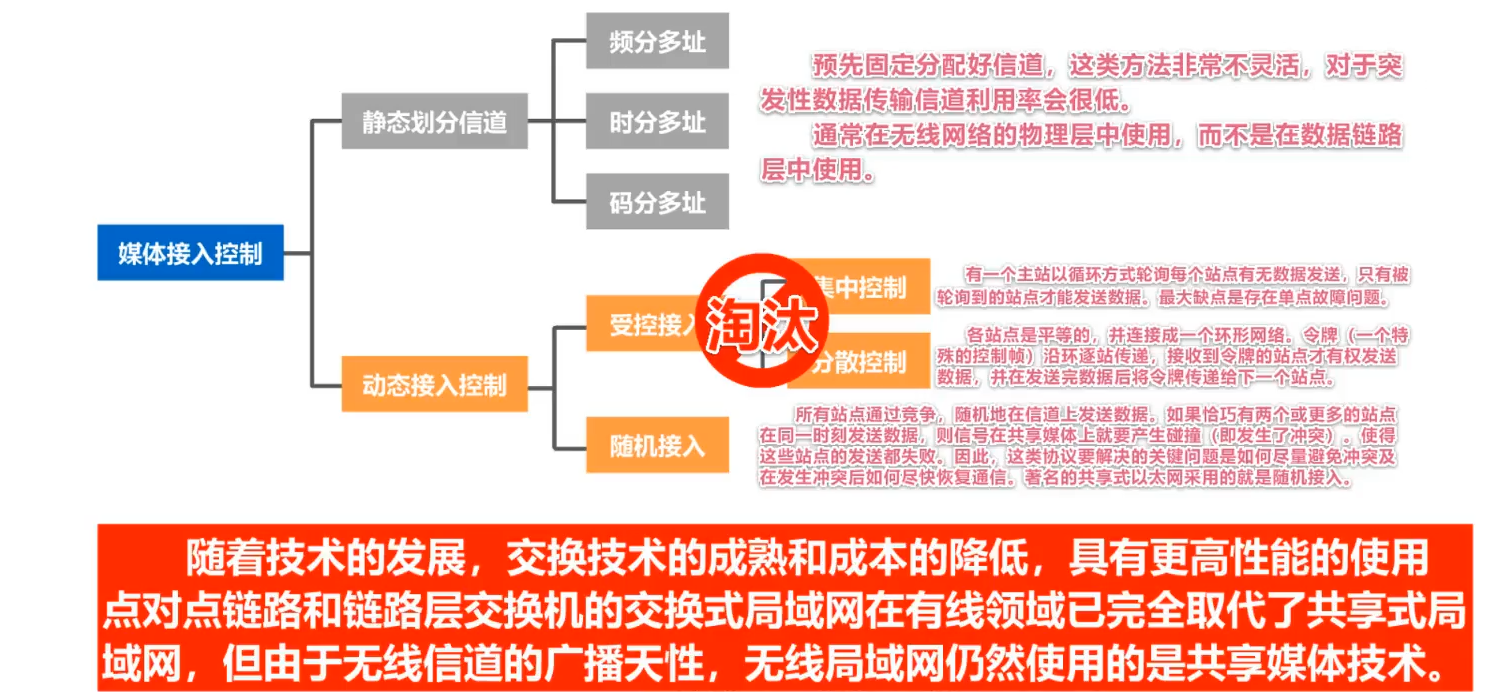 频分多址
静态划分信道
时分多址
码分多址
预先固定分配好信道，这类方法非常不灵活，对于突
发性数据传输信道利用率会很低。
通常在无线网络的物理层中使用，而不是在数据链路
层中使用。
媒体接入控制
动态接入控制
受控接入
淘汰
集中控制
有一个主站以循环方式轮询每个站点有无数据发送，只有被
轮询到的站点才能发送数据。最大缺点是存在单点故障问题。
分散控制
各站点是平等的，并连接成一个环形网络。令牌（一个特
殊的控制帧）沿环逐站传递，接收到令牌的站点才有权发送
数据，并在发送完数据后将令牌传递给下一个站点。
随机接入
所有站点通过竞争，随机地在信道上发送数据。如果恰巧有两个或更多的站点
在同一时刻发送数据，则信号在共享媒体上就要产生碰撞（即发生了冲突）。使得
这些站点的发送都失败。因此，这类协议要解决的关键问题是如何尽量避免冲突及
在发生冲突后如何尽快恢复通信。著名的共享式以太网采用的就是随机接入。
随着技术的发展，交换技术的成熟和成本的降低，具有更高性能的使用
点对点链路和链路层交换机的交换式局域网在有线领域已完全取代了共享式局
域网，但由于无线信道的广播天性，无线局域网仍然使用的是共享媒体技术。